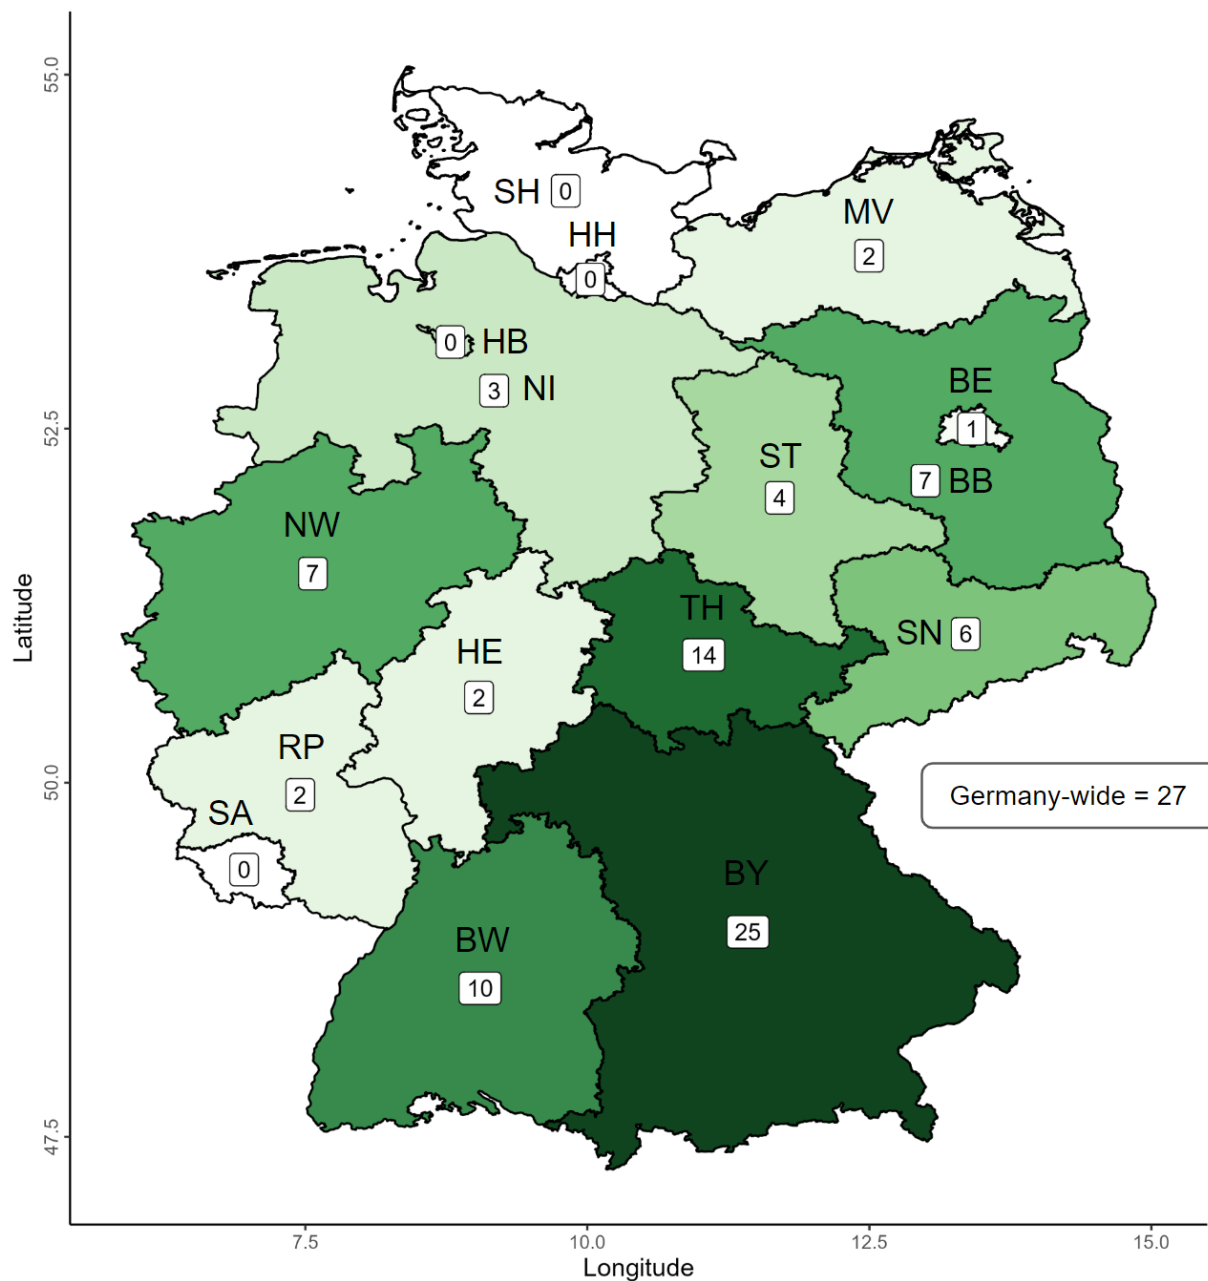 55.0
SH 0
HH
0
MV
2
HB 0
NI 3
BE
1
52.5
ST
4
7 BB
NW
7
TH
14
SN 6
HE
2
RP
2
SA
0
50.0
Germany-wide = 27
BY
25
BW
10
47.5
Latitude
7.5
10.0
12.5
15.0
Longitude